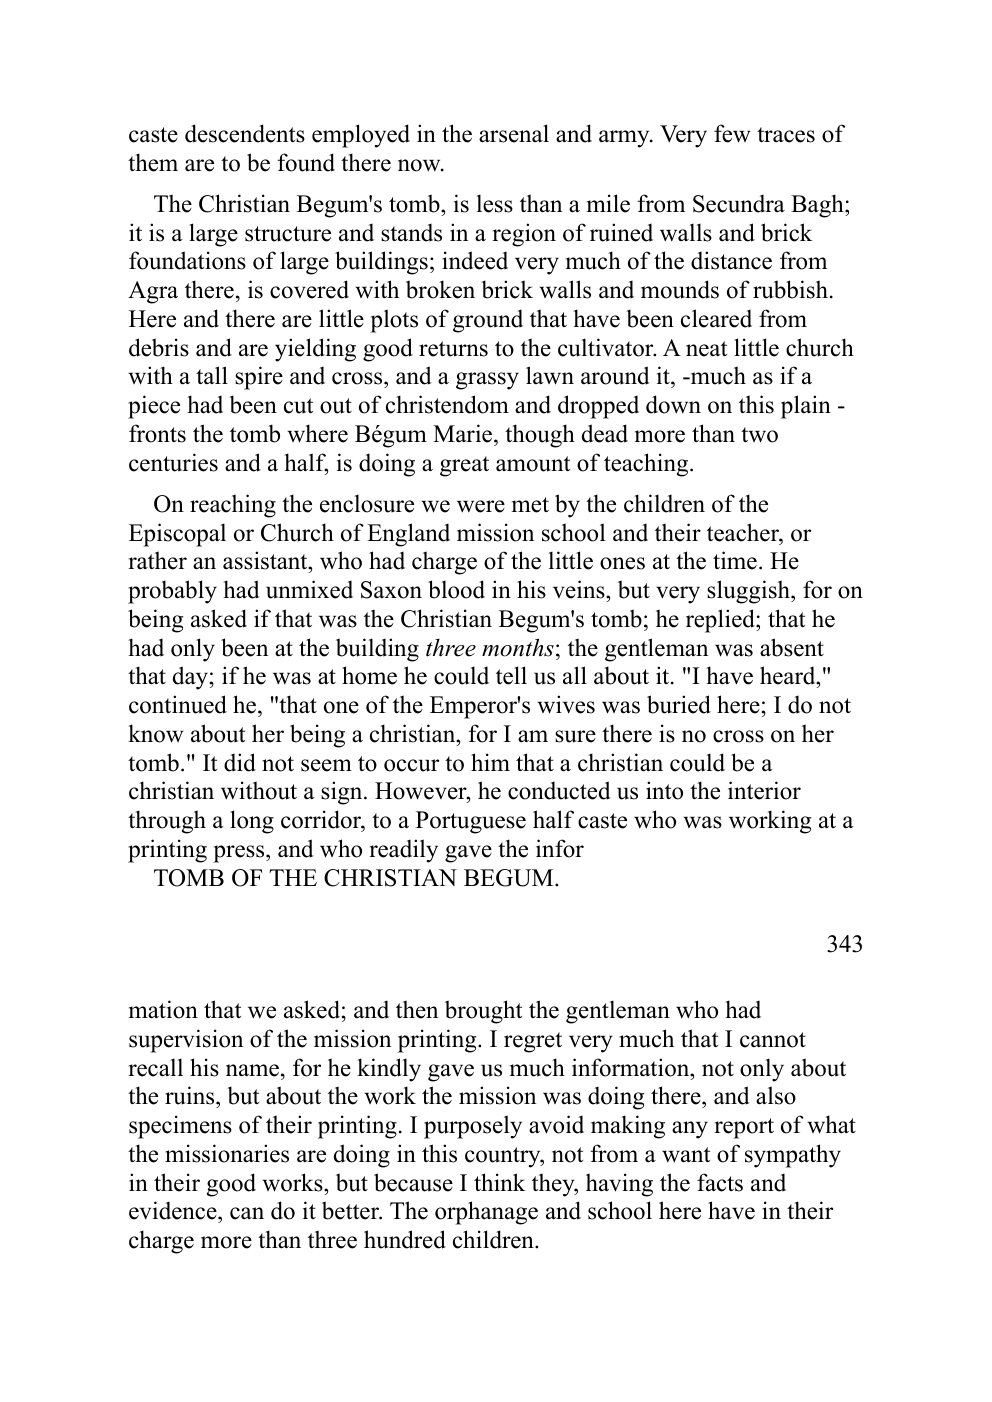 caste descendents employed in the arsenal and army. Very few traces of
them are to be found there now.
The Christian Begum's tomb, is less than a mile from Secundra Bagh;
it is a large structure and stands in a region of ruined walls and brick
foundations of large buildings; indeed very much of the distance from
Agra there, is covered with broken brick walls and mounds of rubbish.
Here and there are little plots of ground that have been cleared from
debris and are yielding good returns to the cultivator. A neat little church
with a tall spire and cross, and a grassy lawn around it, -much as if a
piece had been cut out of christendom and dropped down on this plain -
fronts the tomb where Bégum Marie, though dead more than two
centuries and a half, is doing a great amount of teaching.
On reaching the enclosure we were met by the children of the
Episcopal or Church of England mission school and their teacher, or
rather an assistant, who had charge of the little ones at the time. He
probably had unmixed Saxon blood in his veins, but very sluggish, for on
being asked if that was the Christian Begum's tomb; he replied; that he
had only been at the building three months; the gentleman was absent
that day; if he was at home he could tell us all about it. "I have heard,"
continued he, "that one of the Emperor's wives was buried here; I do not
know about her being a christian, for I am sure there is no cross on her
tomb." It did not seem to occur to him that a christian could be a
christian without a sign. However, he conducted us into the interior
through a long corridor, to a Portuguese half caste who was working at a
printing press, and who readily gave the infor
TOMB OF THE CHRISTIAN BEGUM.
343
mation that we asked; and then brought the gentleman who had
supervision of the mission printing. I regret very much that I cannot
recall his name, for he kindly gave us much information, not only about
the ruins, but about the work the mission was doing there, and also
specimens of their printing. I purposely avoid making any report of what
the missionaries are doing in this country, not from a want of sympathy
in their good works, but because I think they, having the facts and
evidence, can do it better. The orphanage and school here have in their
charge more than three hundred children.